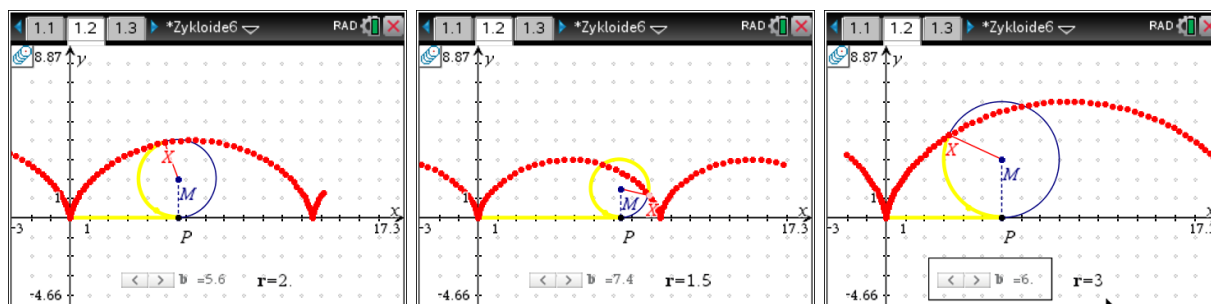 1.1 1.2 1.3 *Zykloide6 RAD
8.87 y
X
M
1
x
-3 1 P 17.3
b =5.6 r=2.
-4.66
1.1 1.2 1.3 *Zykloide6 RAD
8.87 y
M X
1
x
-3 1 P 17.3
b =7.4 r=1.5
-4.66
1.1 1.2 1.3 *Zykloide6 RAD
8.87 y
X
M
1
x
-3 1 P 17.3
b =6. r=3
-4.66